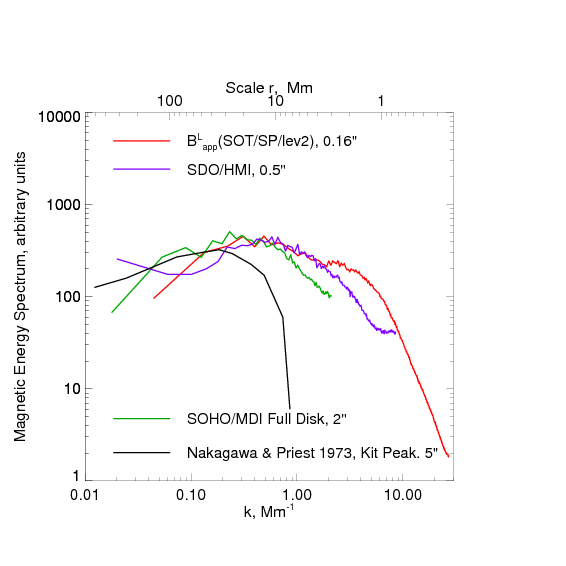 Scale r, Mm
100 10 1
10000
B^L_app(SOT/SP/lev2), 0.16"
SDO/HMI, 0.5"
1000
Magnetic Energy Spectrum, arbitrary units
100
10
SOHO/MDI Full Disk, 2"
Nakagawa & Priest 1973, Kit Peak. 5"
1
0.01 0.10 1.00 10.00
k, Mm^-1